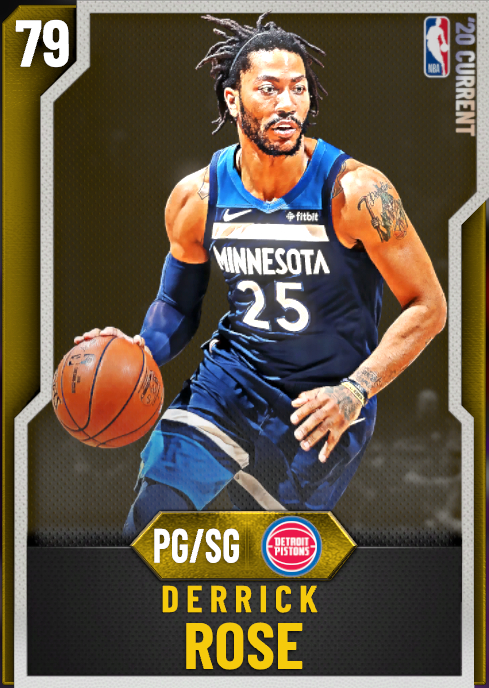 79
'20 CURRENT
NBA
fitbit
MINNESOTA
25
PG/SG
DETROIT
PISTONS
DERRICK
ROSE